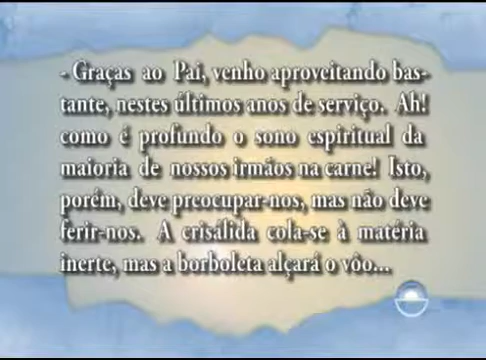 - Graças ao Pai, venho aproveitando bas-
tante, nestes últimos anos de serviço. Ah!
como é profundo o sono espiritual da
maioria de nossos irmãos na carne! Isto,
porém, deve preocupar-nos, mas não deve
ferir-nos. A crisálida cola-se à matéria
inerte, mas a borboleta alçará o vôo...